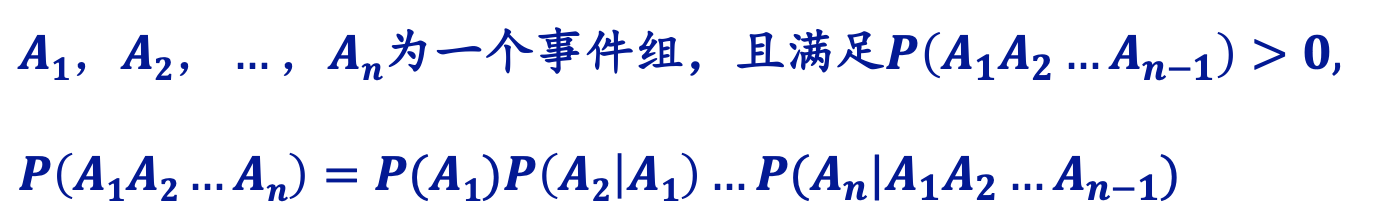 A₁，A₂，…，Aₙ为一个事件组，且满足P(A₁A₂…Aₙ₋₁) > 0,
P(A₁A₂…Aₙ) = P(A₁)P(A₂|A₁)…P(Aₙ|A₁A₂…Aₙ₋₁)